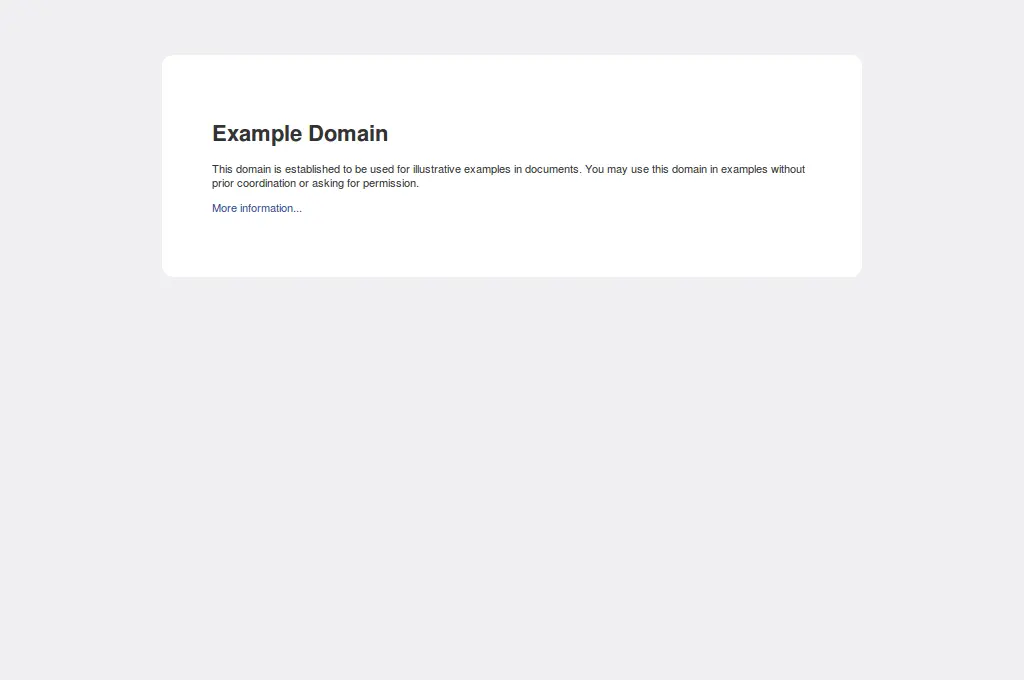 Example Domain
This domain is established to be used for illustrative examples in documents. You may use this domain in examples without
prior coordination or asking for permission.
More information...